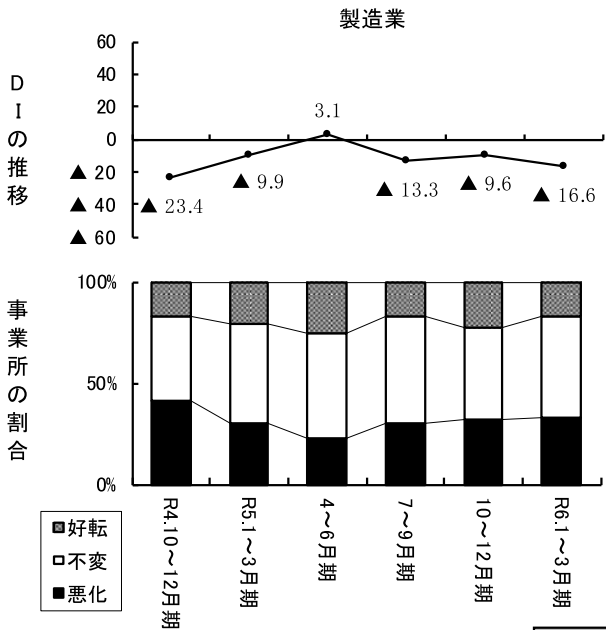 製造業
DIの推移
60
40
20
0
▲ 20
▲ 40
▲ 60
▲ 23.4
▲ 9.9
3.1
▲ 13.3
▲ 9.6
▲ 16.6
事業所の割合
100%
50%
0%
R4.10～12月期
R5.1～3月期
4～6月期
7～9月期
10～12月期
R6.1～3月期
好転
不変
悪化